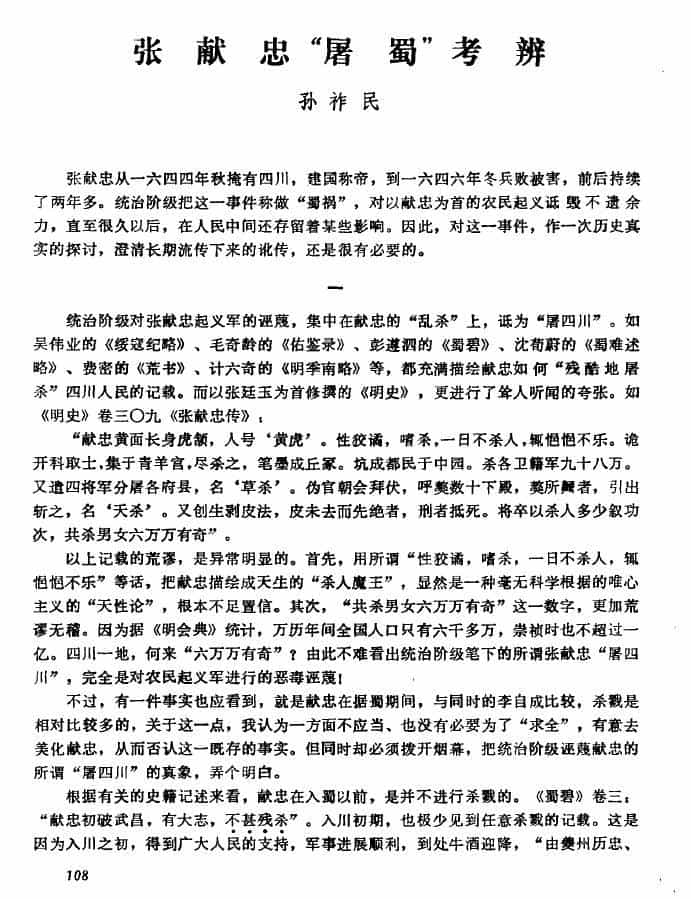 张献忠“屠蜀”考辨
孙祚民
张献忠从一六四四年秋掩有四川，建国称帝，到一六四六年冬兵败被害，前后持续
了两年多。统治阶级把这一事件称做“蜀祸”，对以献忠为首的农民起义诋毁不遗余
力，直至很久以后，在人民中间还存留着某些影响。因此，对这一事件，作一次历史真
实的探讨，澄清长期流传下来的讹传，还是很有必要的。
一
统治阶级对张献忠起义军的诬蔑，集中在献忠的“乱杀”上，诋为“屠四川”。如
吴伟业的《绥寇纪略》、毛奇龄的《佑鉴录》、彭遵泗的《蜀碧》、沈荀蔚的《蜀难述
略》、费密的《荒书》、计六奇的《明季南略》等，都充满描绘献忠如何“残酷地屠
杀”四川人民的记载。而以张廷玉为首修撰的《明史》，更进行了耸人听闻的夸张。如
《明史》卷三〇九《张献忠传》：
“献忠黄面长身虎颔，人号‘黄虎’。性狡谲，嗜杀，一日不杀人，辄悒悒不乐。诡
开科取士，集于青羊宫，尽杀之，笔墨成丘冢。坑成都民于中园。杀各卫籍军九十八万。
又遣四将军分屠各府县，名‘草杀’。伪官朝会拜伏，呼獒数十下殿，獒所齅者，引出
斩之，名‘天杀’。又创生剥皮法，皮未去而先绝者，刑者抵死。将卒以杀人多少叙功
次，共杀男女六万万有奇”。
以上记载的荒谬，是异常明显的。首先，用所谓“性狡谲，嗜杀，一日不杀人，辄
悒悒不乐”等话，把献忠描绘成天生的“杀人魔王”，显然是一种毫无科学根据的唯心
主义的“天性论”，根本不足置信。其次，“共杀男女六万万有奇”这一数字，更加荒
谬无稽。因为据《明会典》统计，万历年间全国人口只有六千多万，崇祯时也不超过一
亿。四川一地，何来“六万万有奇”？由此不难看出统治阶级笔下的所谓张献忠“屠四
川”，完全是对农民起义军进行的恶毒诬蔑！
不过，有一件事实也应看到，就是献忠在据蜀期间，与同时的李自成比较，杀戮是
相对比较多的，关于这一点，我认为一方面不应当、也没有必要为了“求全”，有意去
美化献忠，从而否认这一既存的事实。但同时却必须拨开烟幕，把统治阶级诬蔑献忠的
所谓“屠四川”的真象，弄个明白。
根据有关的史籍记述来看，献忠在入蜀以前，是并不进行杀戮的。《蜀碧》卷三：
“献忠初破武昌，有大志，不甚残杀”。入川初期，也极少见到任意杀戮的记载。这是
因为入川之初，得到广大人民的支持，军事进展顺利，到处牛酒迎降，“由夔州历忠、
108